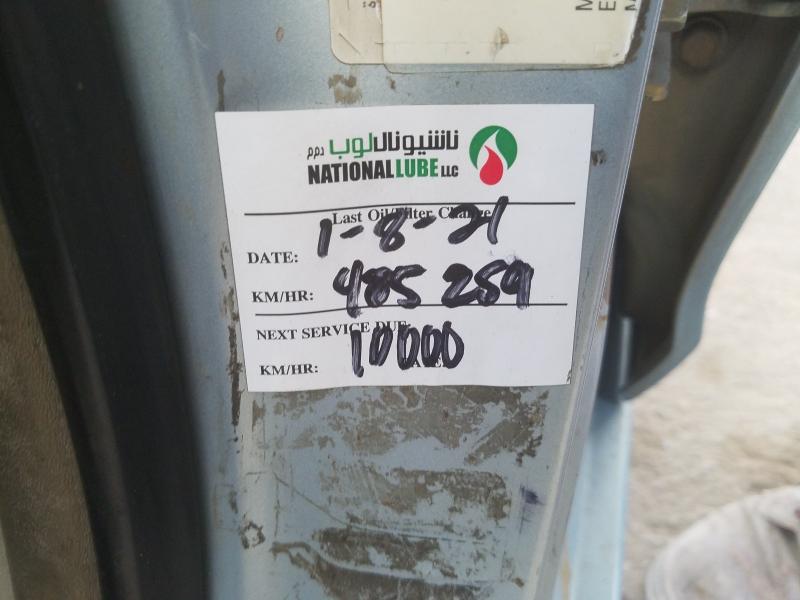 ناشيونال لوب ذ.م.م
NATIONAL LUBE LLC
Last Oil/Filter Change
DATE: 1-8-21
KM/HR: 485 259
NEXT SERVICE DUE
KM/HR: 10000